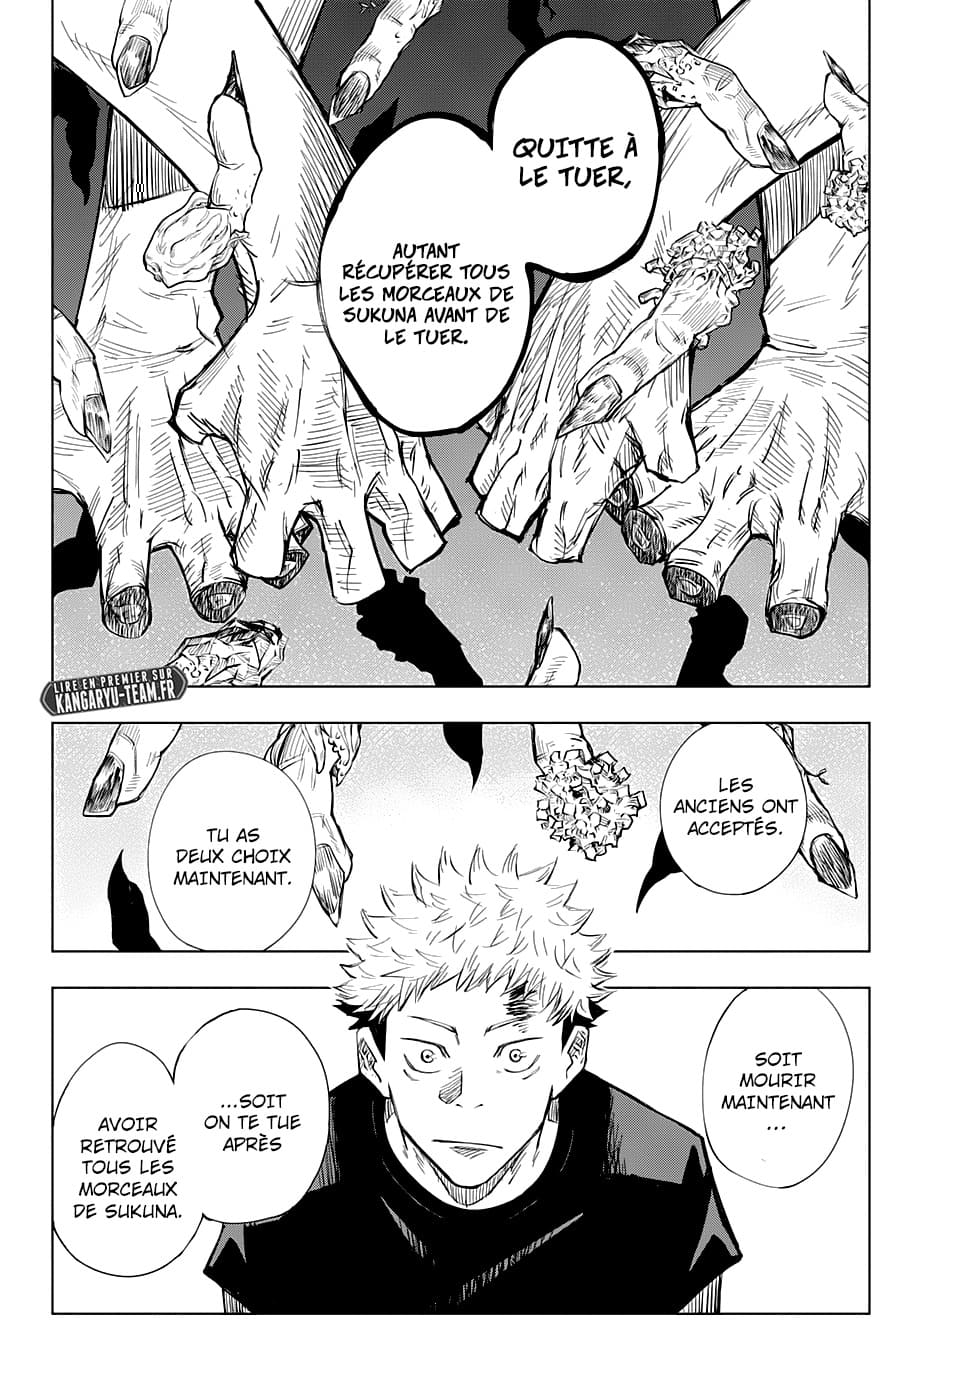 QUITTE À
LE TUER,
AUTANT
RÉCUPÉRER TOUS
LES MORCEAUX DE
SUKUNA AVANT DE
LE TUER.
LIRE EN PREMIER SUR
KANGARYU-TEAM.FR
LES
ANCIENS ONT
ACCEPTÉS.
TU AS
DEUX CHOIX
MAINTENANT.
SOIT
MOURIR
MAINTENANT
...
...SOIT
ON TE TUE
APRÈS
AVOIR
RETROUVÉ
TOUS LES
MORCEAUX
DE SUKUNA.